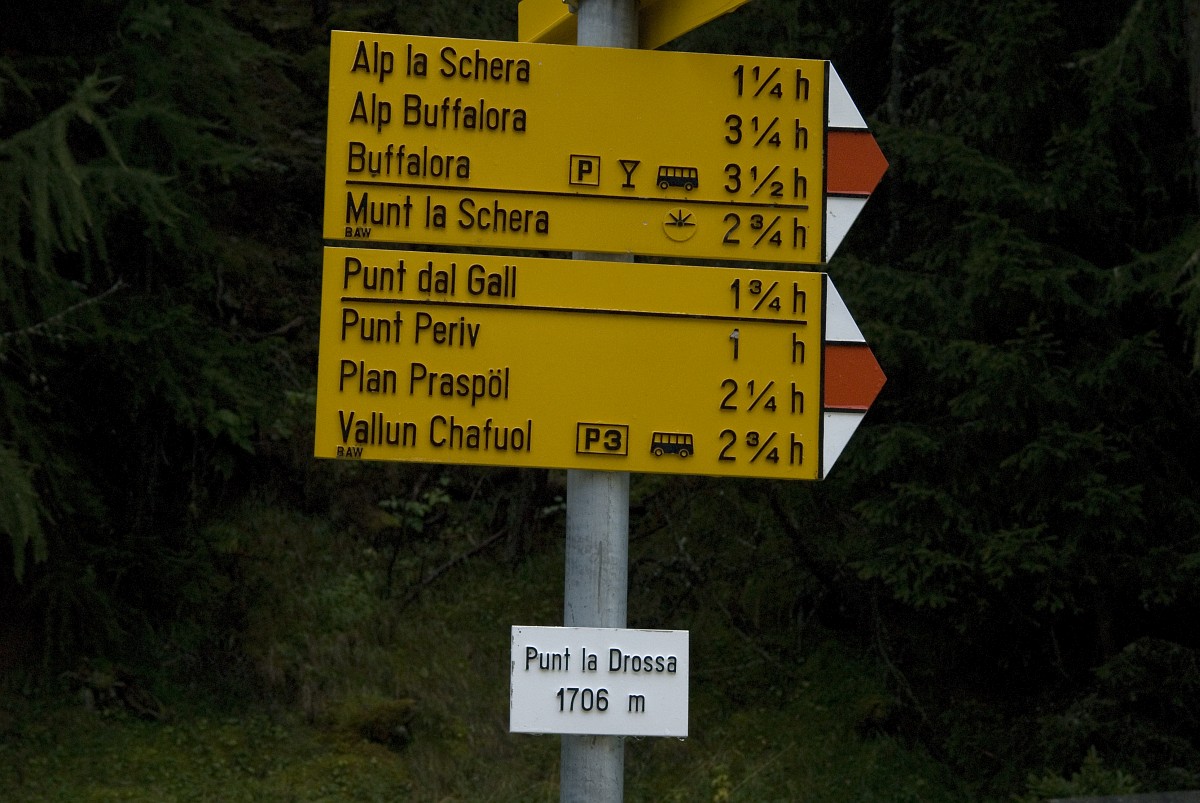 Alp la Schera 1¼ h
Alp Buffalora 3¼ h
Buffalora P 3½ h
Munt la Schera 2¾ h
BAW
Punt dal Gall 1¾ h
Punt Periv 1 h
Plan Praspöl 2¼ h
Vallun Chafuol P3 2¾ h
BAW
Punt la Drossa
1706 m